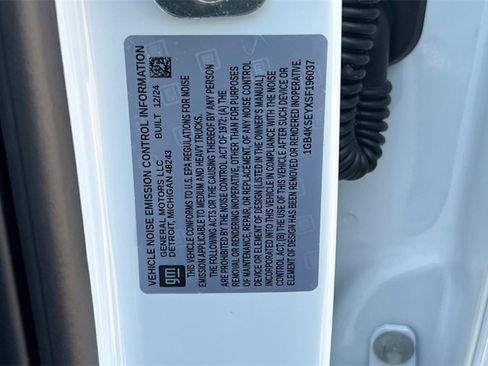 VEHICLE NOISE EMISSION CONTROL INFORMATION
gm
GENERAL MOTORS LLC
DETROIT, MICHIGAN 48243
BUILT 12/24
THIS VEHICLE CONFORMS TO U.S. EPA REGULATIONS FOR NOISE
EMISSION APPLICABLE TO MEDIUM AND HEAVY TRUCKS.
THE FOLLOWING ACTS OR THE CAUSING THEREOF BY ANY PERSON
ARE PROHIBITED BY THE NOISE CONTROL ACT OF 1972: (A) THE
REMOVAL OR RENDERING INOPERATIVE, OTHER THAN FOR PURPOSES
OF MAINTENANCE, REPAIR, OR REPLACEMENT, OF ANY NOISE CONTROL
DEVICE OR ELEMENT OF DESIGN (LISTED IN THE OWNER'S MANUAL)
INCORPORATED INTO THIS VEHICLE IN COMPLIANCE WITH THE NOISE
CONTROL ACT; (B) THE USE OF THIS VEHICLE AFTER SUCH DEVICE OR
ELEMENT OF DESIGN HAS BEEN REMOVED OR RENDERED INOPERATIVE.
1GB4KSEYXSF196037